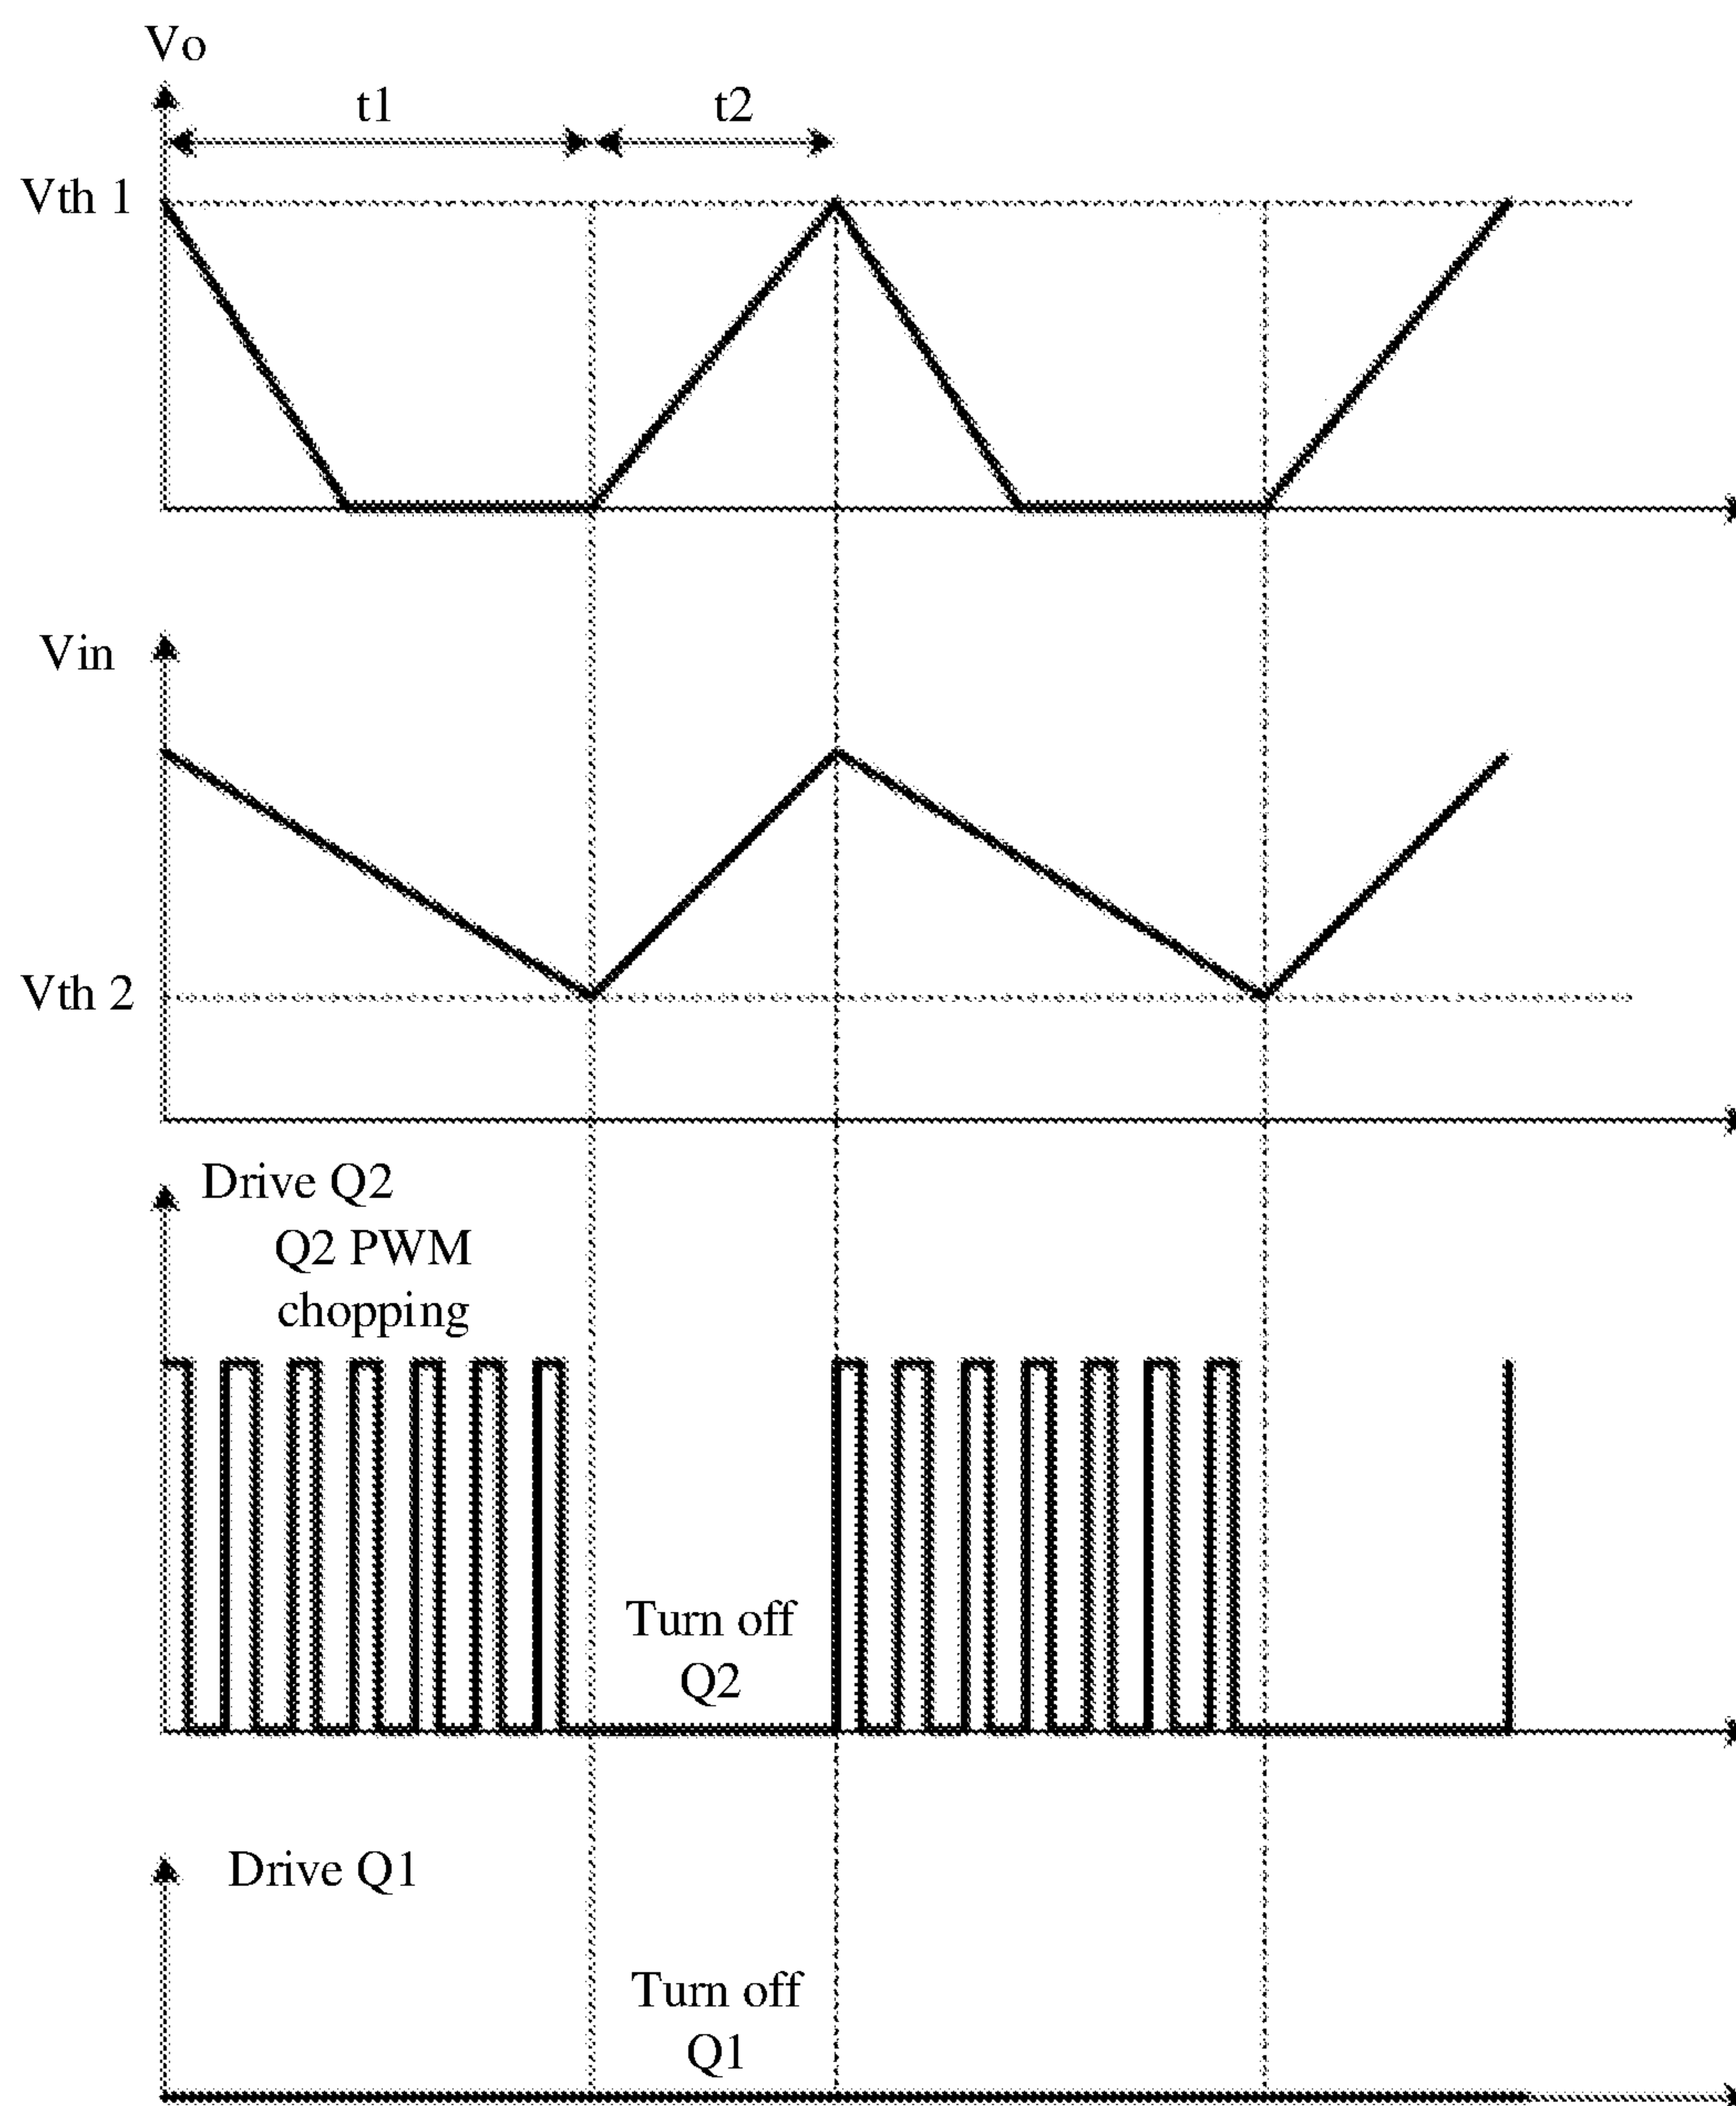 Vo
t1
t2
Vth 1
Vin
Vth 2
Drive Q2
Q2 PWM
chopping
Turn off
Q2
Drive Q1
Turn off
Q1